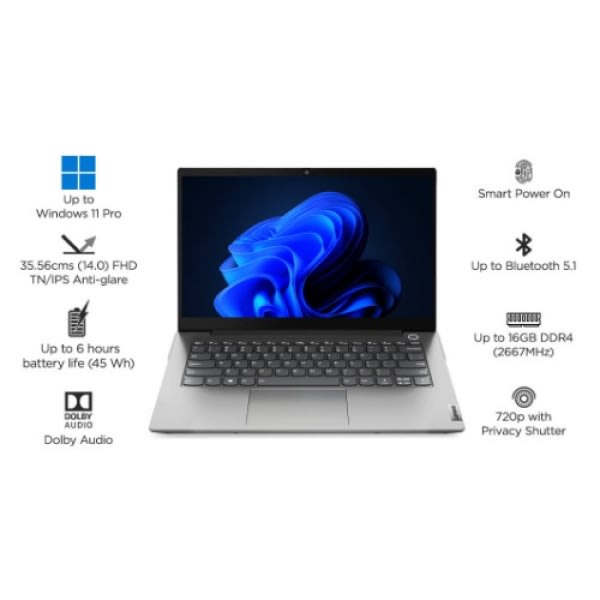 Up to
Windows 11 Pro
35.56cms (14.0) FHD
TN/IPS Anti-glare
Up to 6 hours
battery life (45 Wh)
DOLBY
AUDIO
Dolby Audio
Lenovo
Smart Power On
Up to Bluetooth 5.1
Up to 16GB DDR4
(2667MHz)
720p with
Privacy Shutter